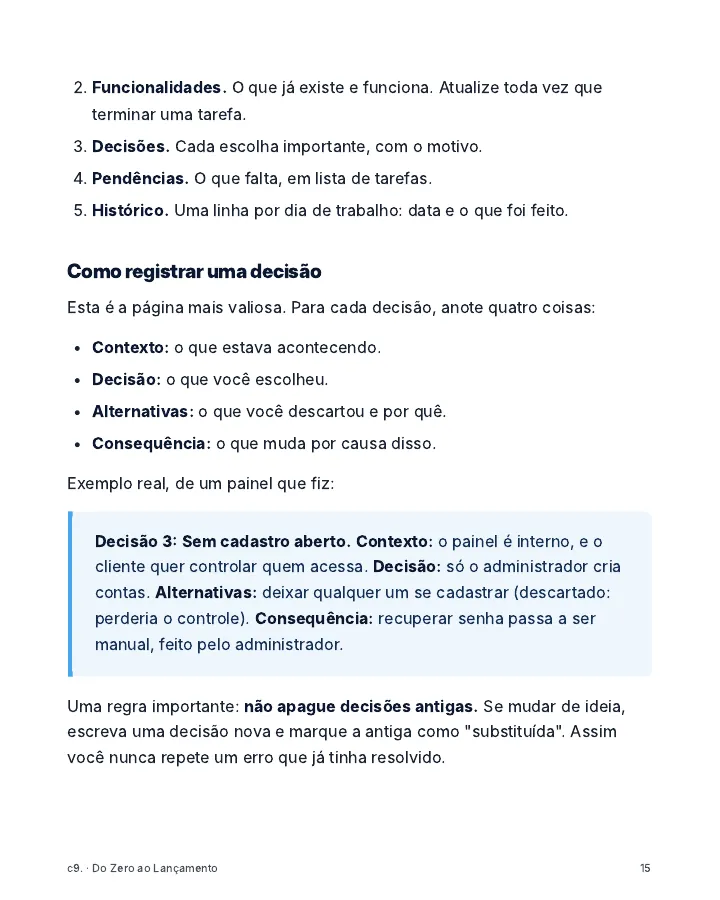 2. Funcionalidades. O que já existe e funciona. Atualize toda vez que
terminar uma tarefa.
3. Decisões. Cada escolha importante, com o motivo.
4. Pendências. O que falta, em lista de tarefas.
5. Histórico. Uma linha por dia de trabalho: data e o que foi feito.
Como registrar uma decisão
Esta é a página mais valiosa. Para cada decisão, anote quatro coisas:
• Contexto: o que estava acontecendo.
• Decisão: o que você escolheu.
• Alternativas: o que você descartou e por quê.
• Consequência: o que muda por causa disso.
Exemplo real, de um painel que fiz:
Decisão 3: Sem cadastro aberto. Contexto: o painel é interno, e o
cliente quer controlar quem acessa. Decisão: só o administrador cria
contas. Alternativas: deixar qualquer um se cadastrar (descartado:
perderia o controle). Consequência: recuperar senha passa a ser
manual, feito pelo administrador.
Uma regra importante: não apague decisões antigas. Se mudar de ideia,
escreva uma decisão nova e marque a antiga como "substituída". Assim
você nunca repete um erro que já tinha resolvido.
c9. · Do Zero ao Lançamento
15